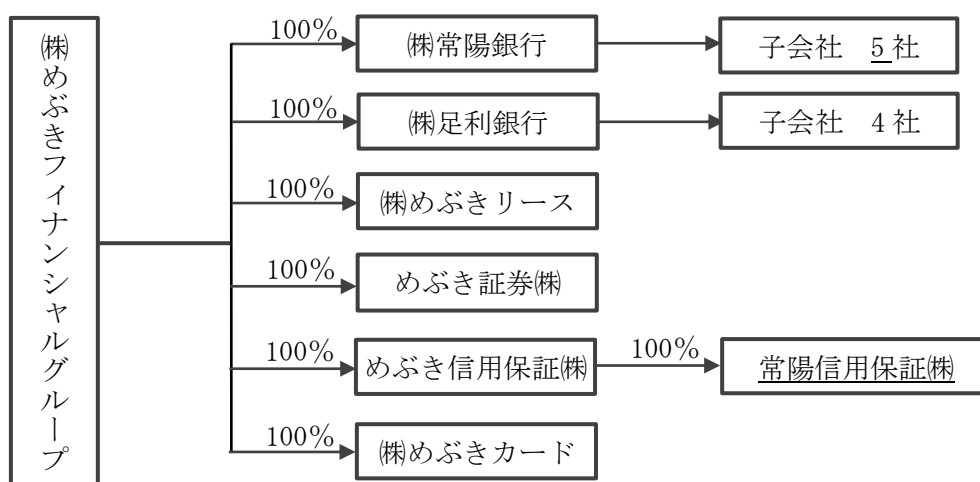 ㈱めぶきフィナンシャルグループ
100%
㈱常陽銀行
子会社 5社
100%
㈱足利銀行
子会社 4社
100%
㈱めぶきリース
100%
めぶき証券㈱
100%
めぶき信用保証㈱
100%
常陽信用保証㈱
100%
㈱めぶきカード